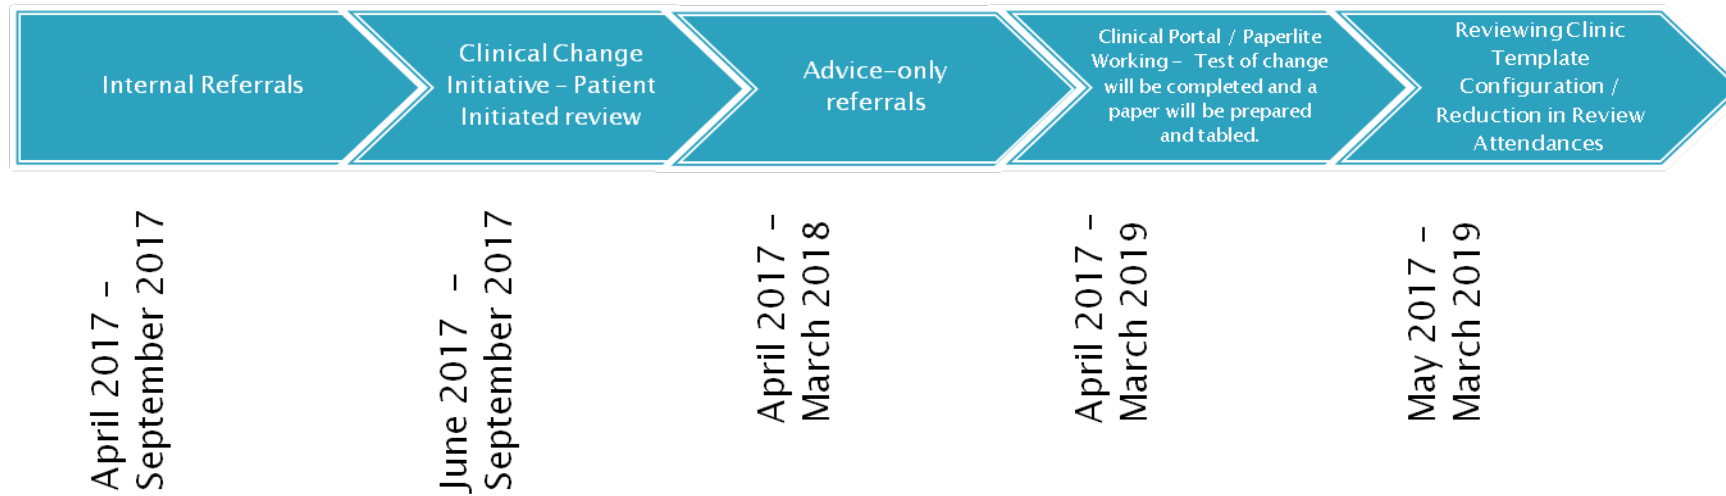 Internal Referrals
Clinical Change
Initiative – Patient
Initiated review
Advice-only
referrals
Clinical Portal / Paperlite
Working – Test of change
will be completed and a
paper will be prepared
and tabled.
Reviewing Clinic
Template
Configuration /
Reduction in Review
Attendances
April 2017 –
September 2017
June 2017 –
September 2017
April 2017 –
March 2018
April 2017 –
March 2019
May 2017 –
March 2019